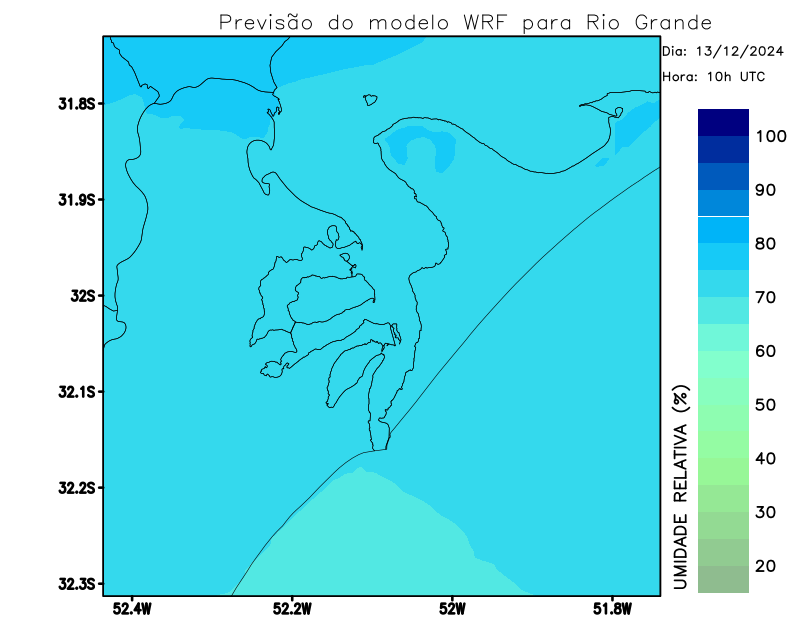 Previsão do modelo WRF para Rio Grande
Dia: 13/12/2024
Hora: 10h UTC
31.8S
31.9S
32S
32.1S
32.2S
32.3S
52.4W
52.2W
52W
51.8W
100
90
80
70
60
50
40
30
20
UMIDADE RELATIVA (%)